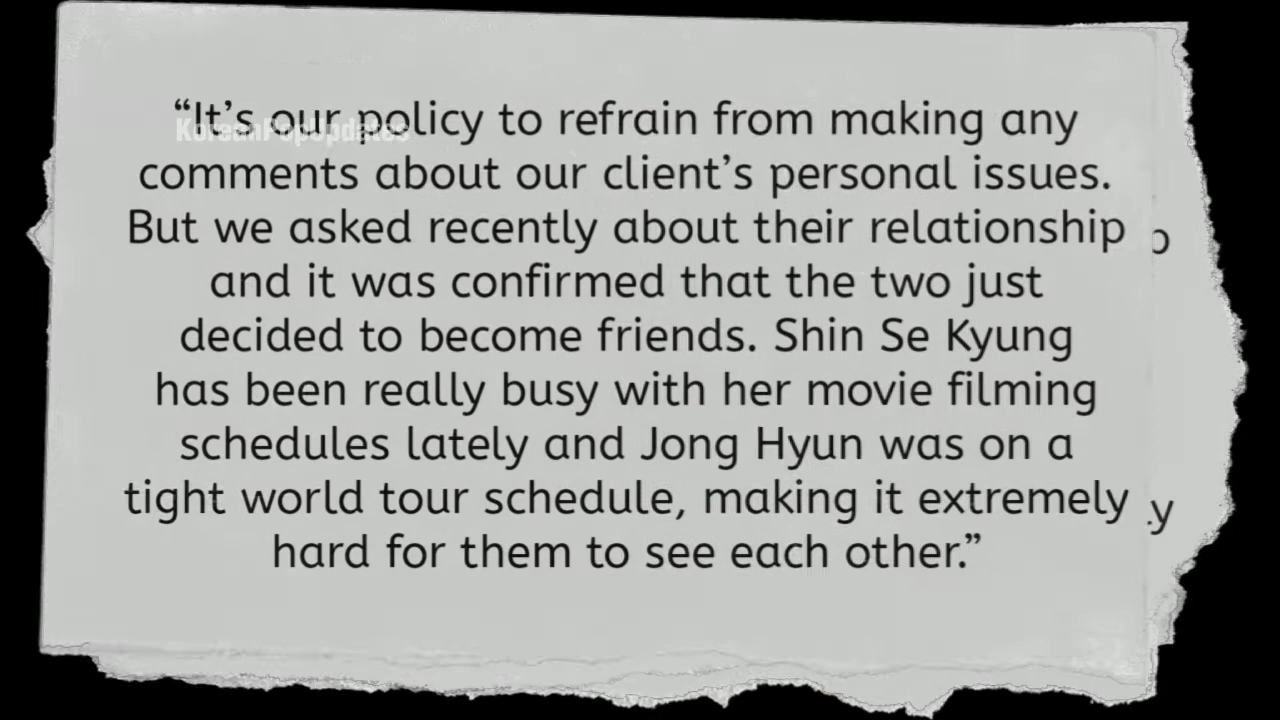 “It’s our policy to refrain from making any
KoreanPopUpdates
comments about our client’s personal issues.
But we asked recently about their relationship
and it was confirmed that the two just
decided to become friends. Shin Se Kyung
has been really busy with her movie filming
schedules lately and Jong Hyun was on a
tight world tour schedule, making it extremely
hard for them to see each other.”